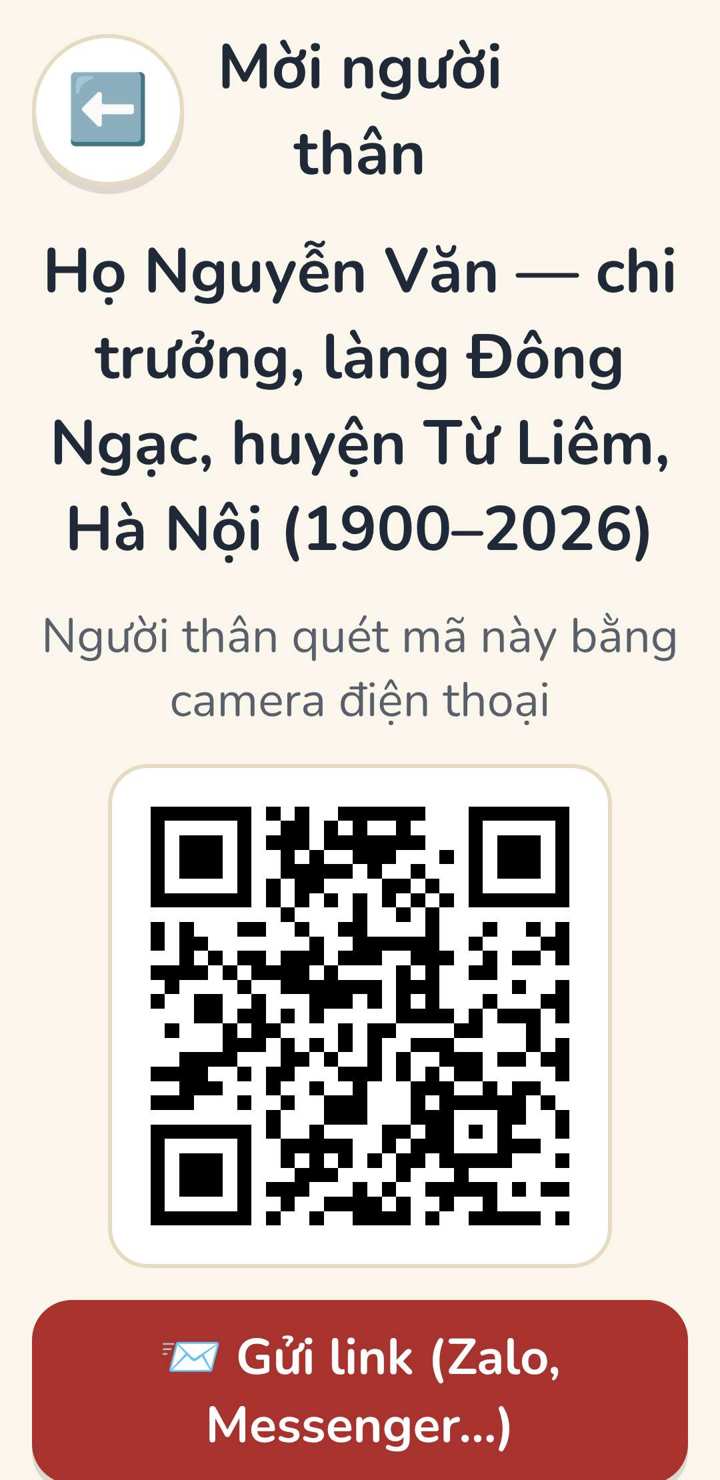 Mời người
thân
Họ Nguyễn Văn — chi
trưởng, làng Đông
Ngạc, huyện Từ Liêm,
Hà Nội (1900–2026)
Người thân quét mã này bằng
camera điện thoại
Gửi link (Zalo,
Messenger...)